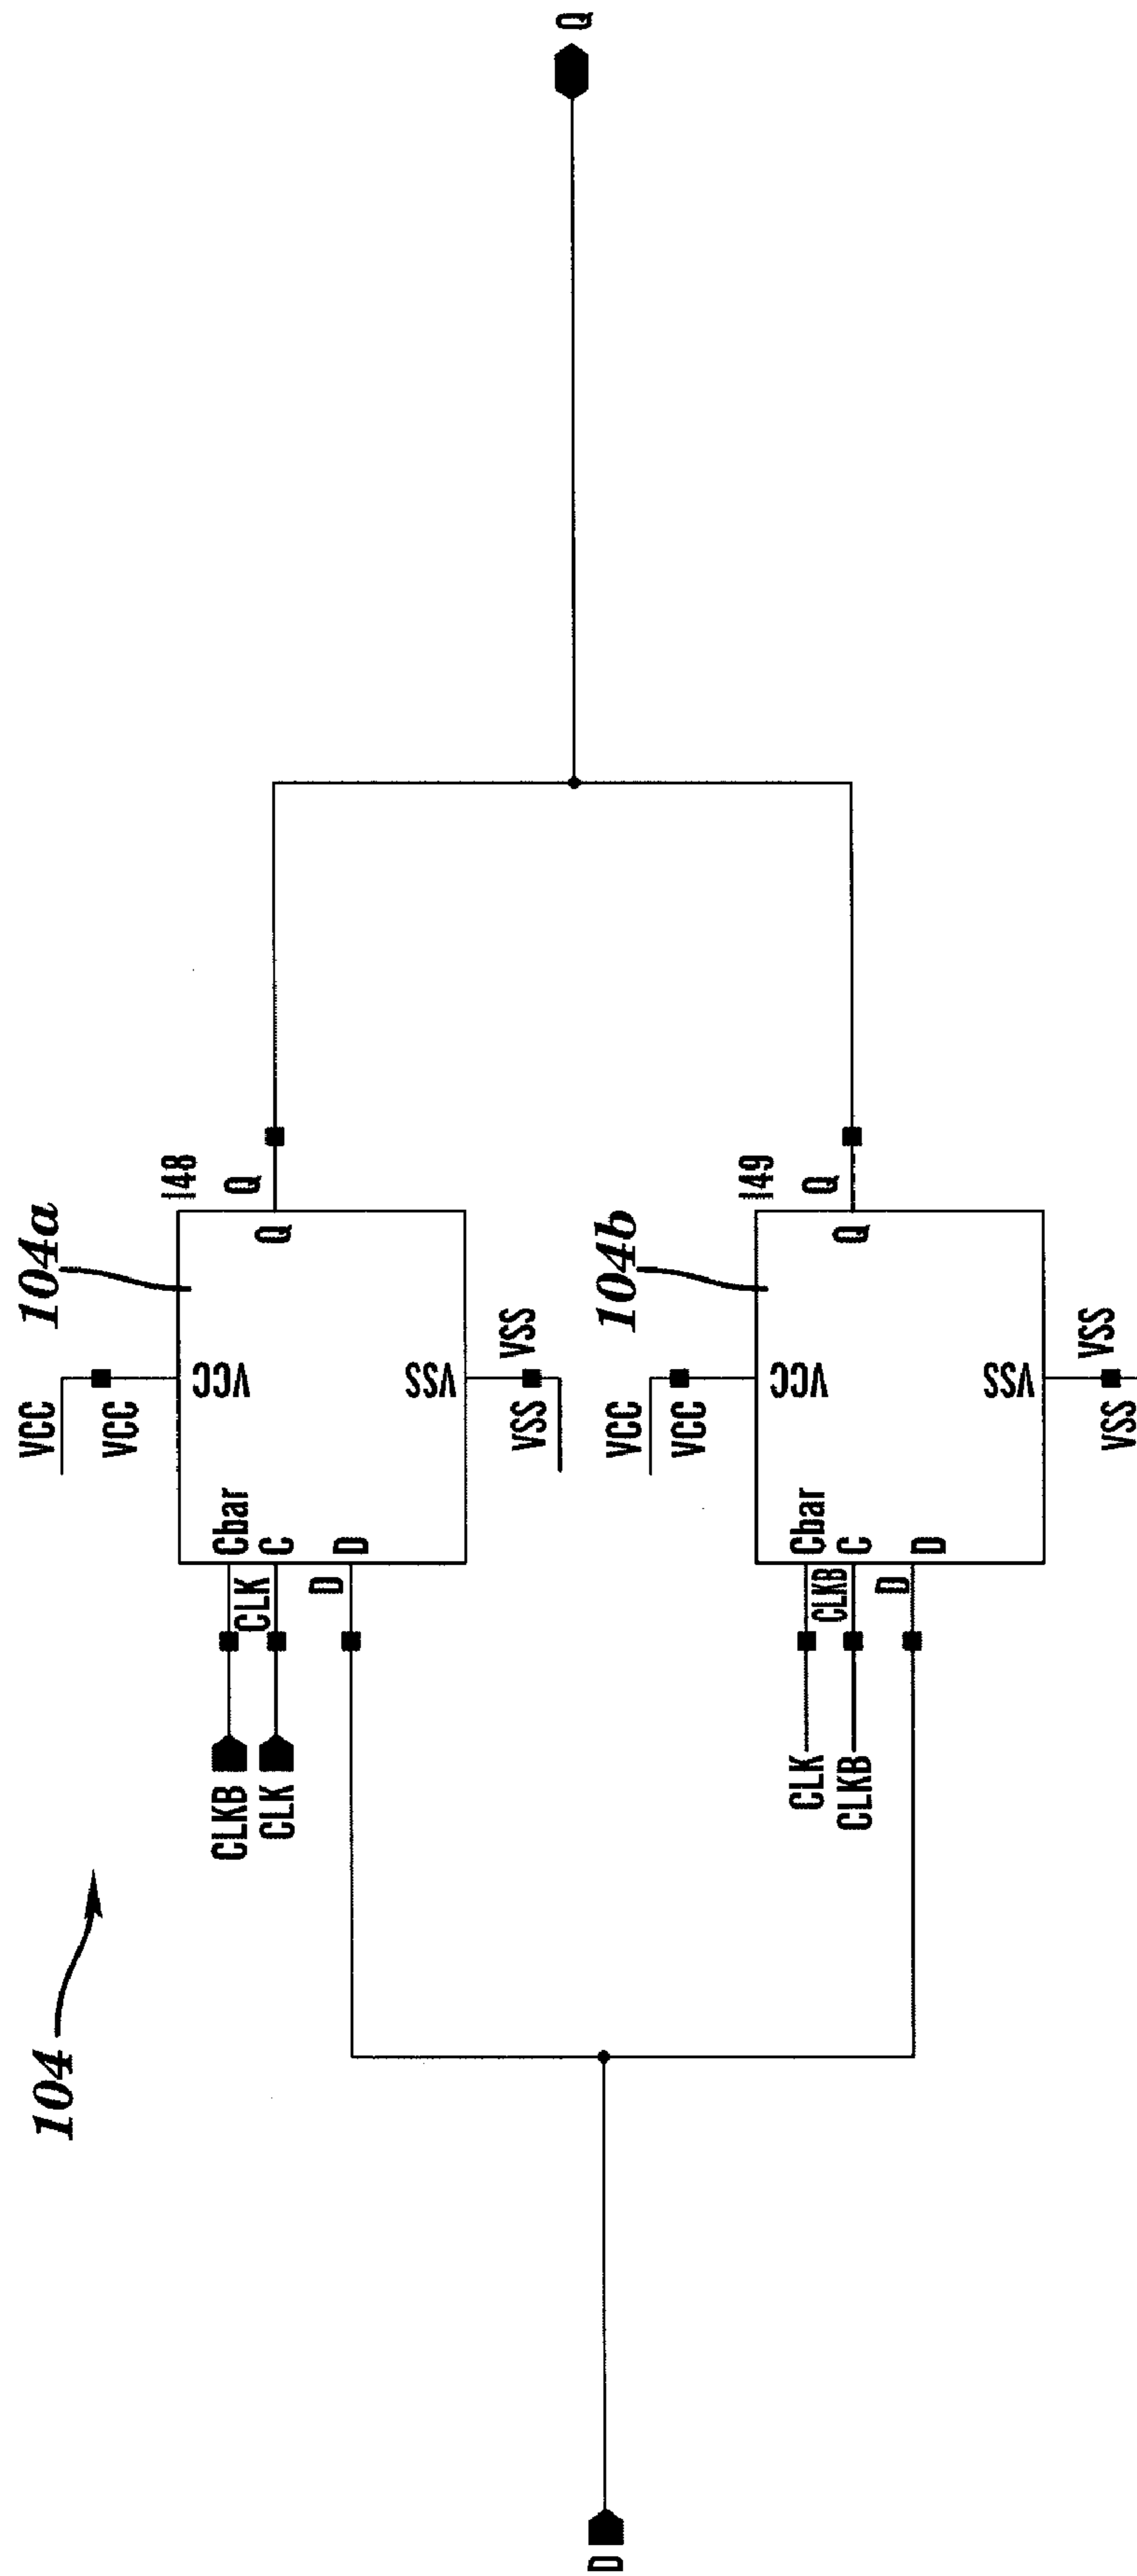 104
104a
VCC
VCC
I48
CLKB
Cbar
VCC
Q
Q
CLK
CLK
C
D
D
VSS
VSS
VSS
Q
D
104b
VCC
VCC
I49
CLK
Cbar
VCC
Q
Q
CLKB
CLKB
C
D
D
VSS
VSS
VSS